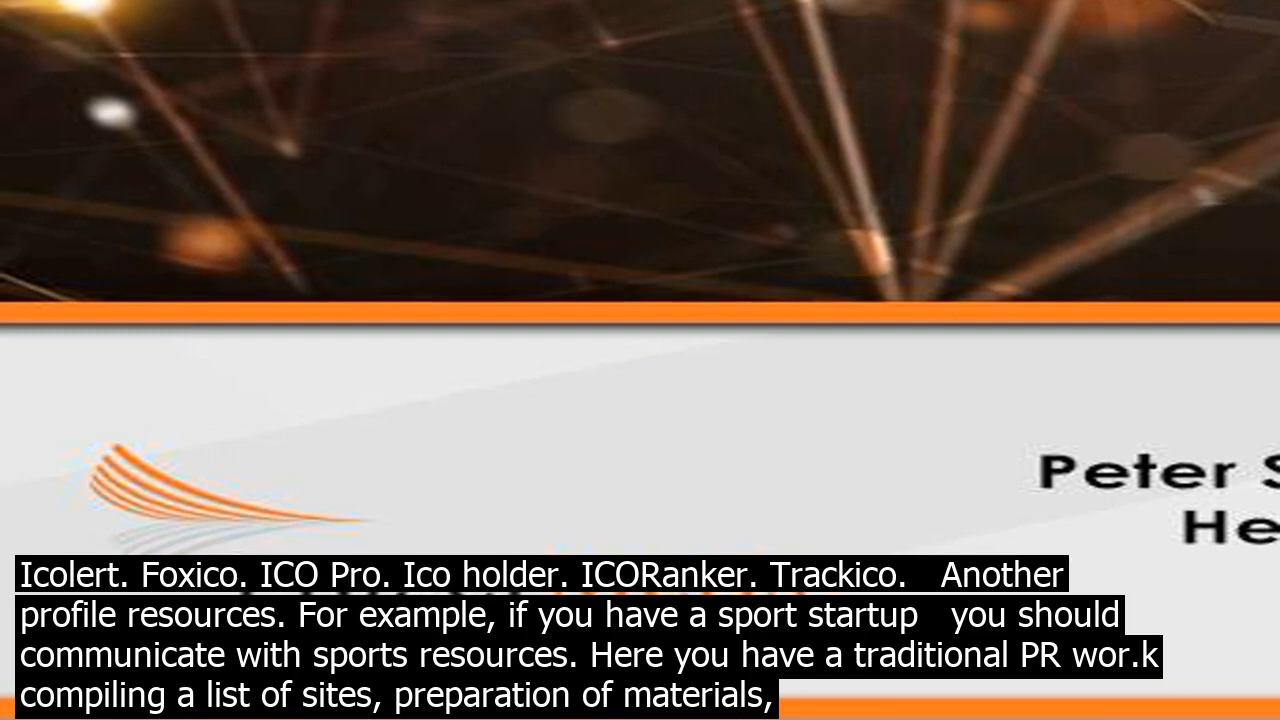 Peter S
He
Icolert. Foxico. ICO Pro. Ico holder. ICORanker. Trackico. Another
profile resources. For example, if you have a sport startup you should
communicate with sports resources. Here you have a traditional PR wor.k
compiling a list of sites, preparation of materials,